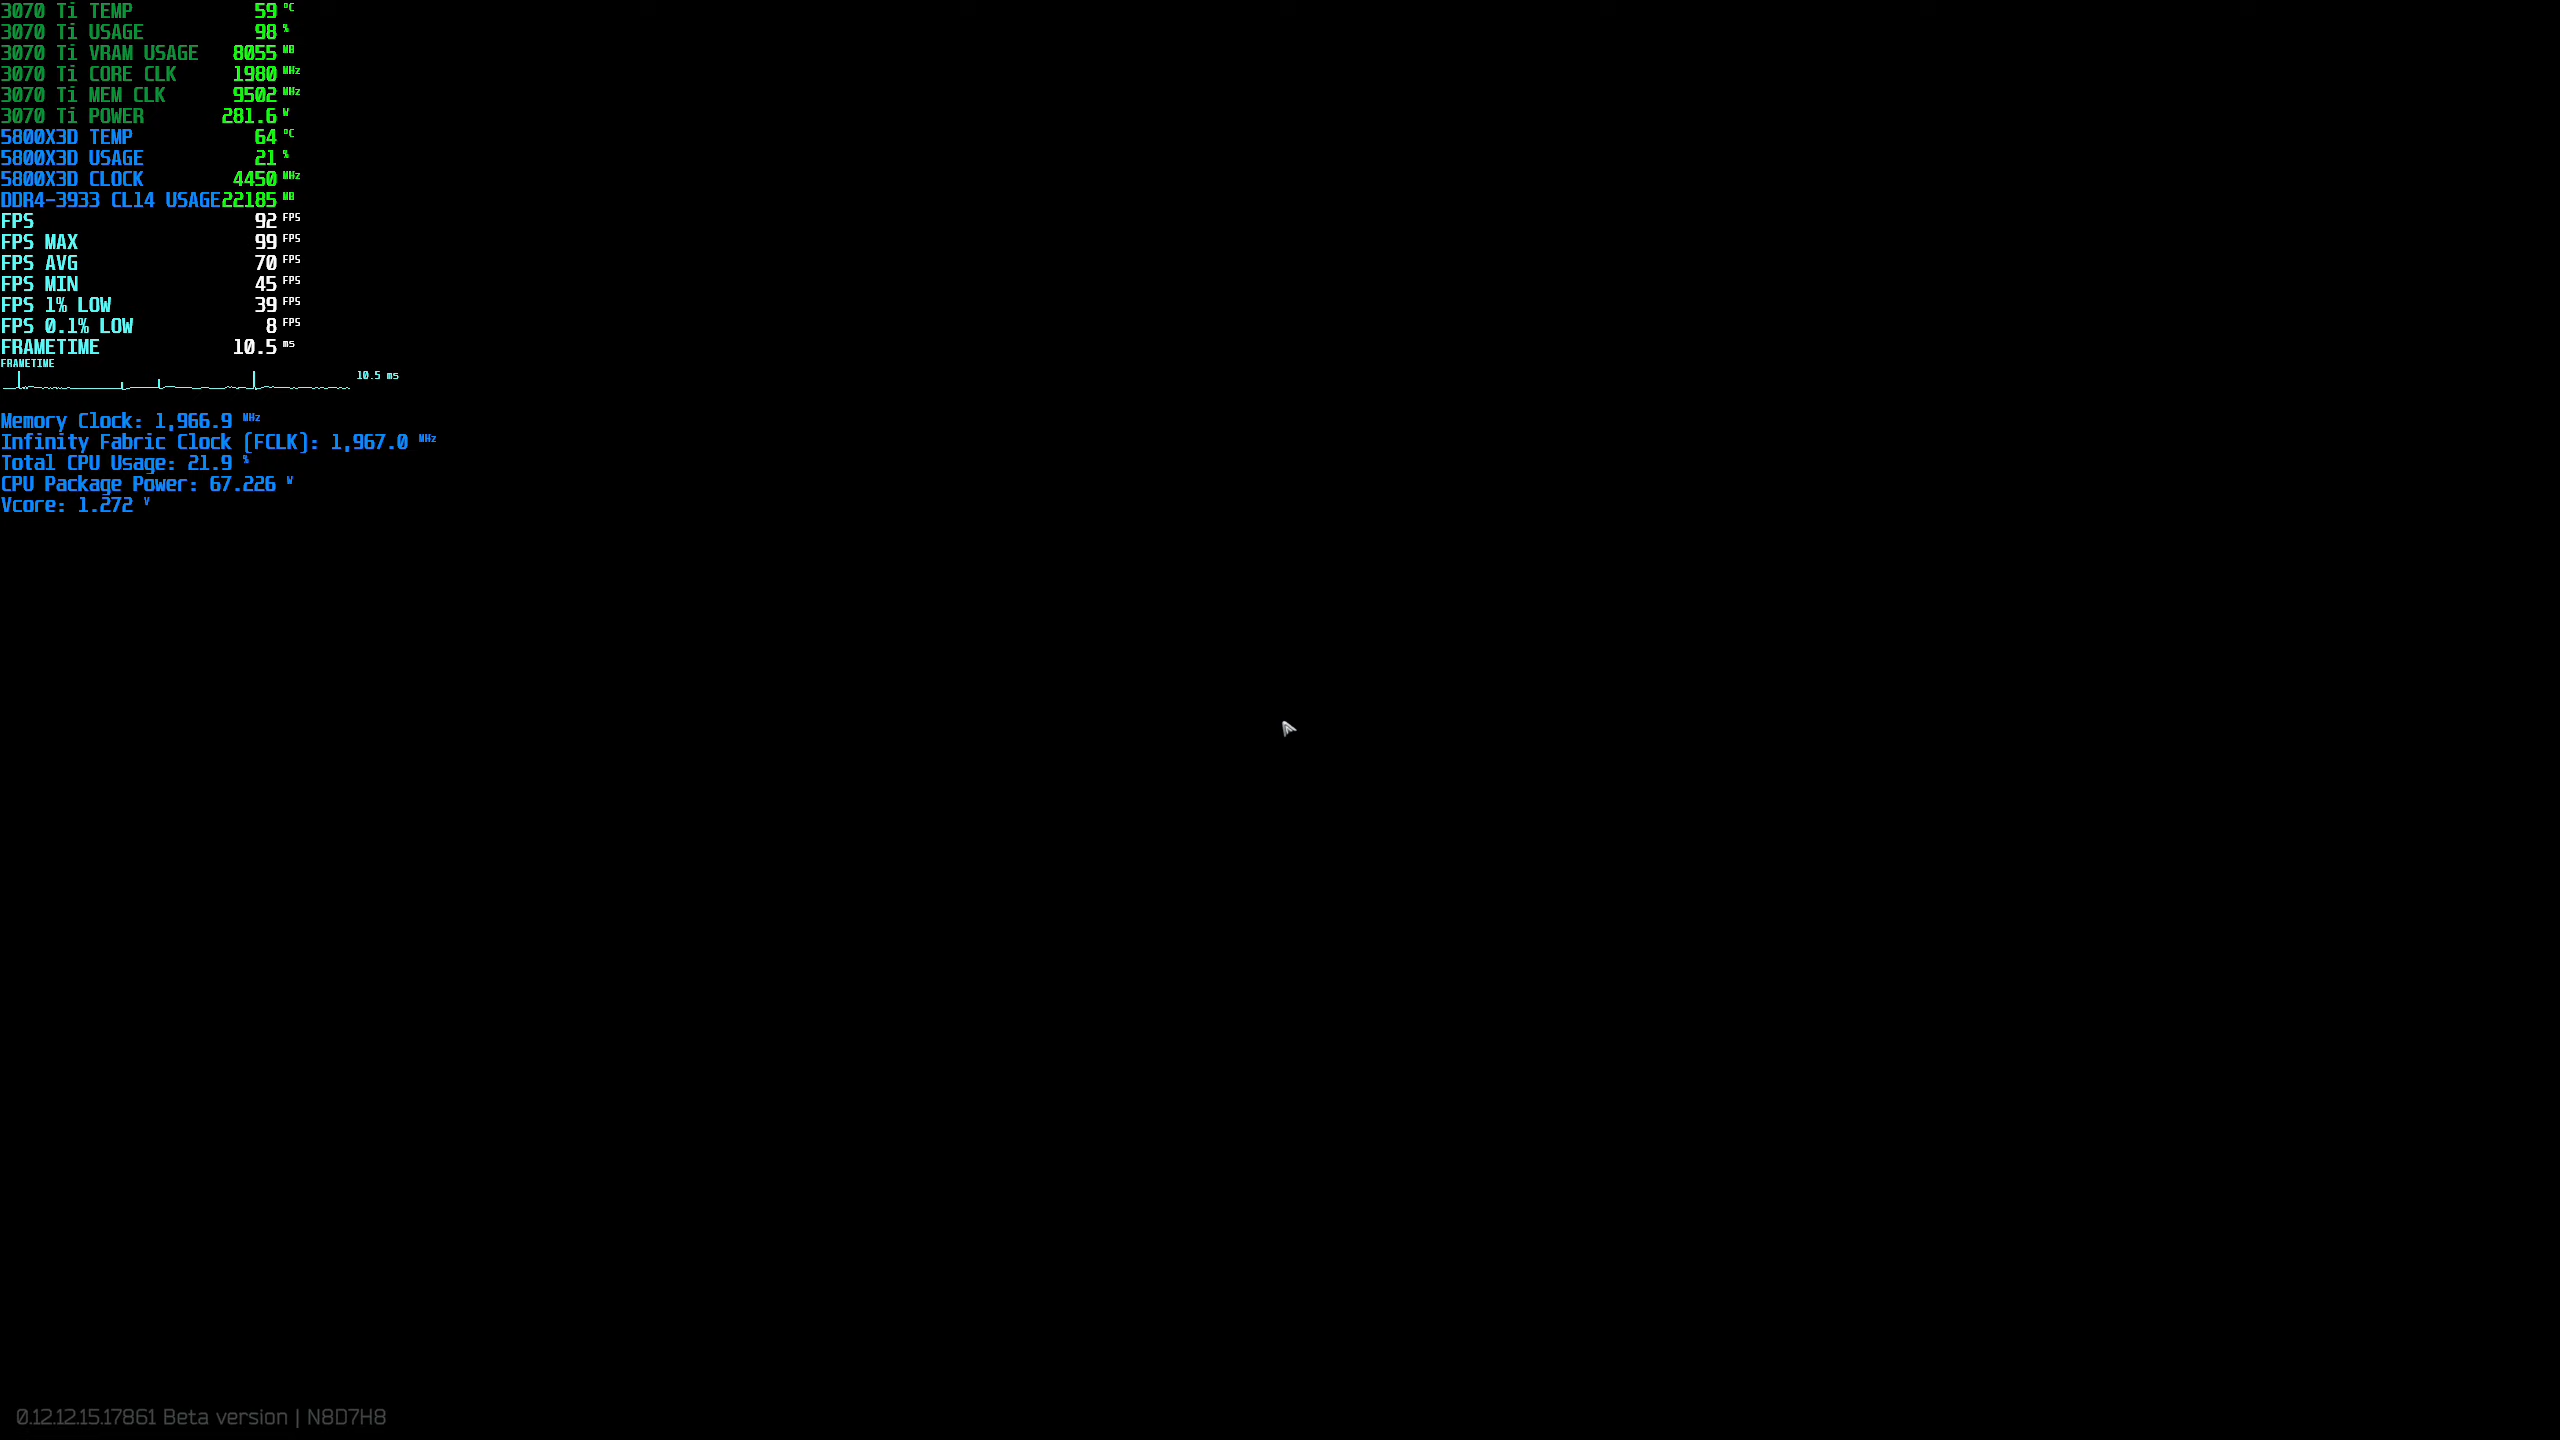 3070 Ti TEMP 59 °C
3070 Ti USAGE 98 %
3070 Ti VRAM USAGE 8055 MB
3070 Ti CORE CLK 1980 MHz
3070 Ti MEM CLK 9502 MHz
3070 Ti POWER 281.6 W
5800X3D TEMP 64 °C
5800X3D USAGE 21 %
5800X3D CLOCK 4450 MHz
DDR4-3933 CL14 USAGE 22185 MB
FPS 92 FPS
FPS MAX 99 FPS
FPS AVG 70 FPS
FPS MIN 45 FPS
FPS 1% LOW 39 FPS
FPS 0.1% LOW 8 FPS
FRAMETIME 10.5 ms
FRAMETIME
10.5 ms
Memory Clock: 1,966.9 MHz
Infinity Fabric Clock (FCLK): 1,967.0 MHz
Total CPU Usage: 21.9 %
CPU Package Power: 67.226 W
Vcore: 1.272 V
0.12.12.15.17861 Beta version | N8D7H8